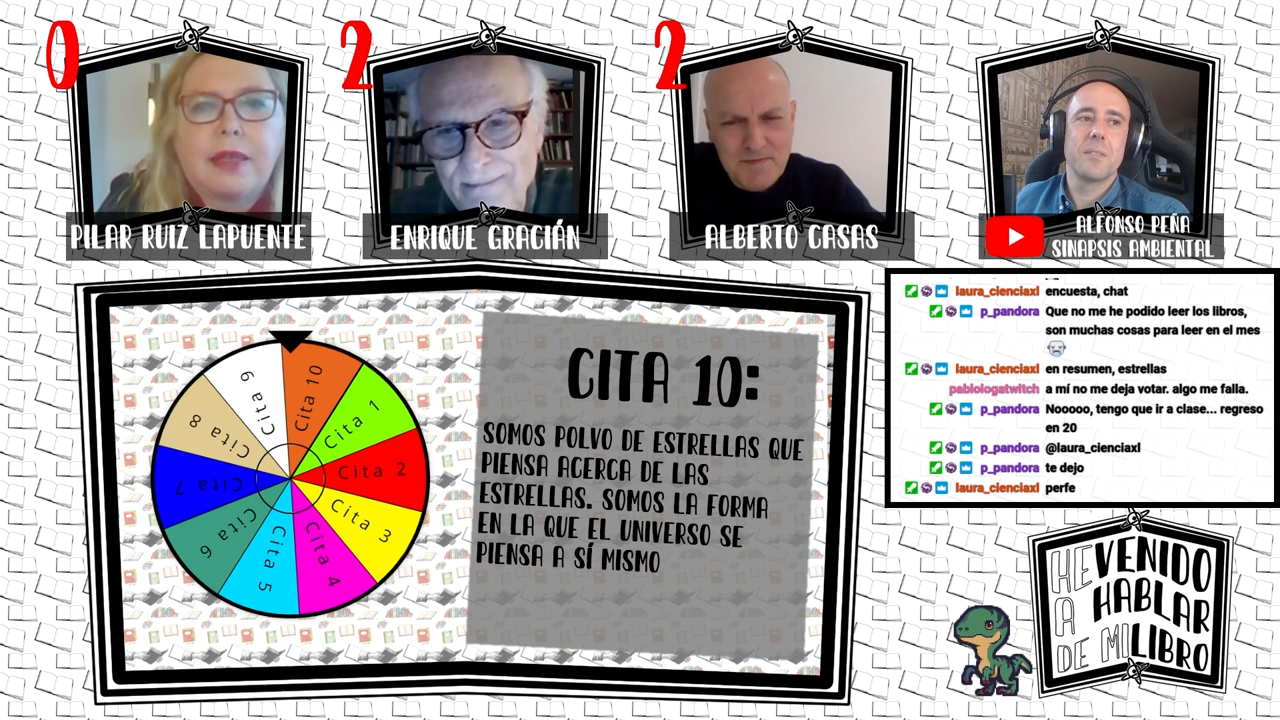 0
2
2
PILAR RUIZ LAPUENTE
ENRIQUE GRACIÁN
ALBERTO CASAS
ALFONSO PEÑA
SINAPSIS AMBIENTAL
Cita 10
Cita 1
Cita 2
Cita 3
Cita 4
Cita 5
Cita 6
Cita 7
Cita 8
Cita 9
CITA 10:
SOMOS POLVO DE ESTRELLAS QUE
PIENSA ACERCA DE LAS
ESTRELLAS. SOMOS LA FORMA
EN LA QUE EL UNIVERSO SE
PIENSA A SÍ MISMO
laura_cienciaxl encuesta, chat
p_pandora Que no me he podido leer los libros,
son muchas cosas para leer en el mes
laura_cienciaxl en resumen, estrellas
pablologatwitch a mí no me deja votar. algo me falla.
p_pandora Nooooo, tengo que ir a clase... regreso
en 20
p_pandora @laura_cienciaxl
p_pandora te dejo
laura_cienciaxl perfe
HE VENIDO
A HABLAR
DE MI LIBRO